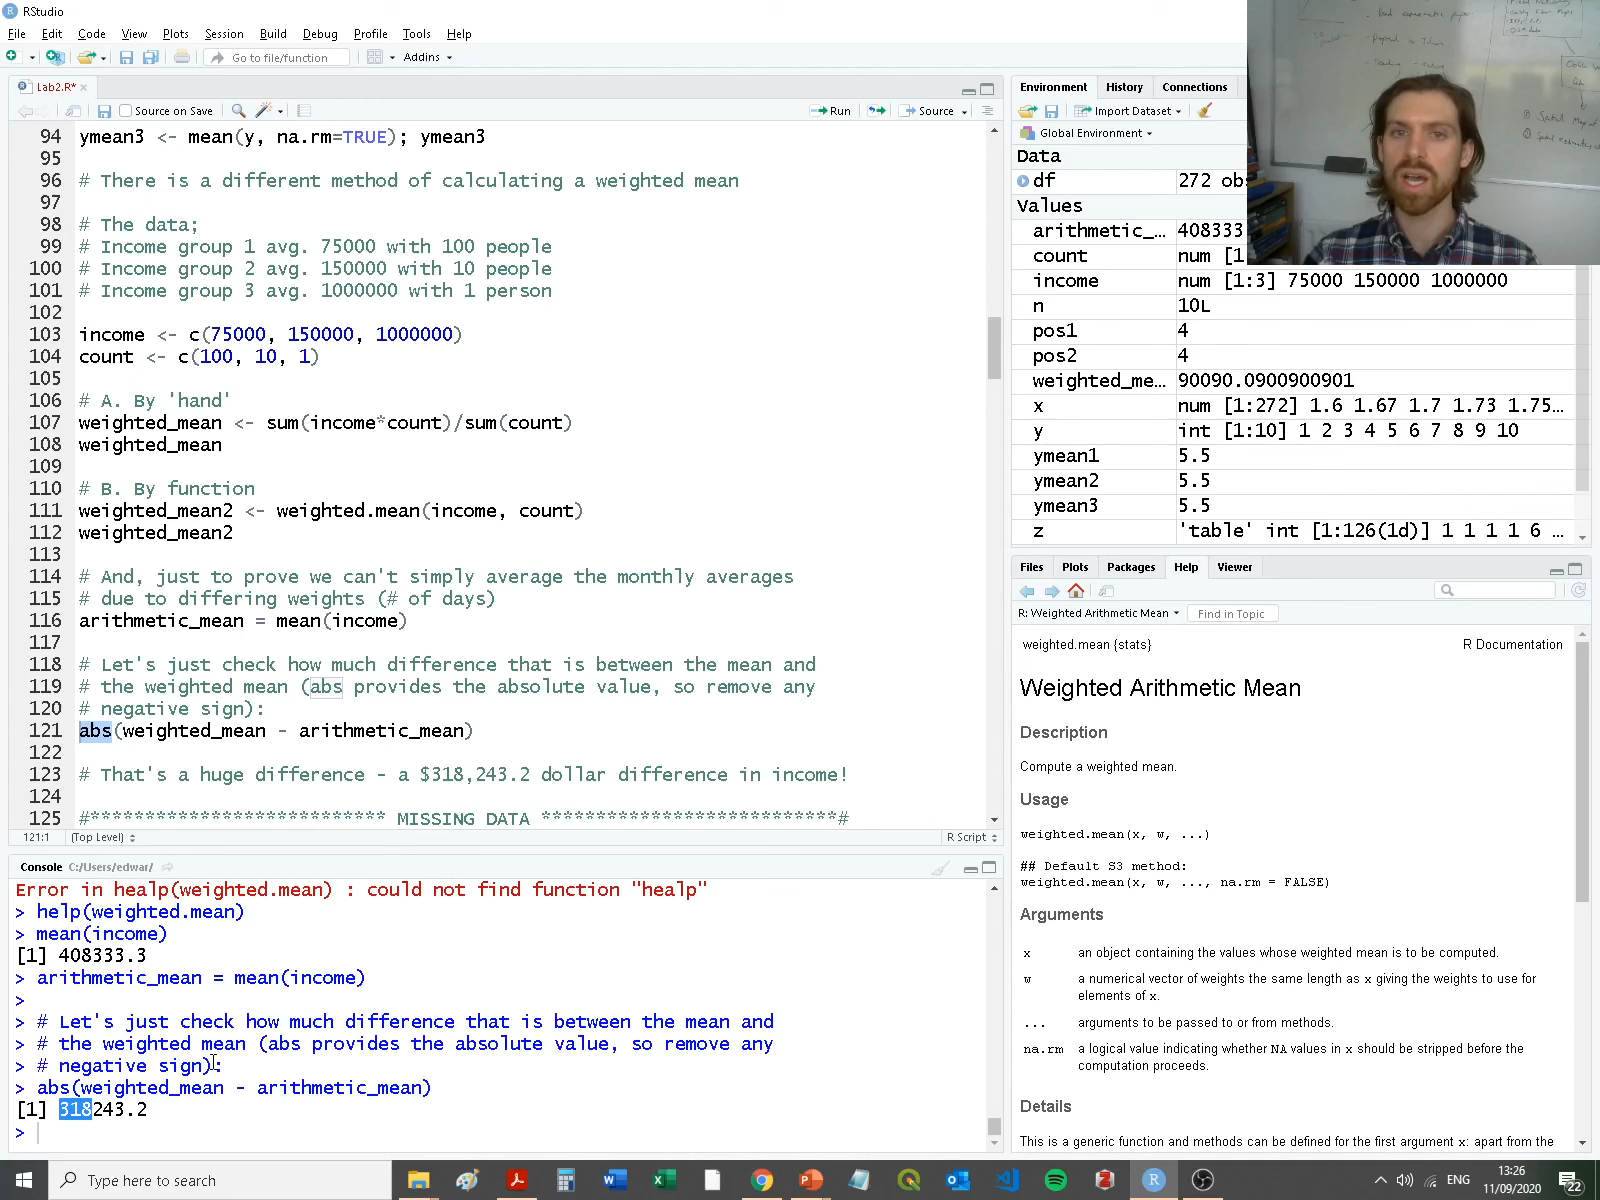 RStudio
File Edit Code View Plots Session Build Debug Profile Tools Help
Go to file/function Addins
Lab2.R*
Source on Save Run Source
94 ymean3 <- mean(y, na.rm=TRUE); ymean3
95
96 # There is a different method of calculating a weighted mean
97
98 # The data;
99 # Income group 1 avg. 75000 with 100 people
100 # Income group 2 avg. 150000 with 10 people
101 # Income group 3 avg. 1000000 with 1 person
102
103 income <- c(75000, 150000, 1000000)
104 count <- c(100, 10, 1)
105
106 # A. By 'hand'
107 weighted_mean <- sum(income*count)/sum(count)
108 weighted_mean
109
110 # B. By function
111 weighted_mean2 <- weighted.mean(income, count)
112 weighted_mean2
113
114 # And, just to prove we can't simply average the monthly averages
115 # due to differing weights (# of days)
116 arithmetic_mean = mean(income)
117
118 # Let's just check how much difference that is between the mean and
119 # the weighted mean (abs provides the absolute value, so remove any
120 # negative sign):
121 abs(weighted_mean - arithmetic_mean)
122
123 # That's a huge difference - a $318,243.2 dollar difference in income!
124
125 #*************************** MISSING DATA ***************************#
121:1 (Top Level) R Script
Console C:/Users/edwar/
Error in healp(weighted.mean) : could not find function "healp"
> help(weighted.mean)
> mean(income)
[1] 408333.3
> arithmetic_mean = mean(income)
>
> # Let's just check how much difference that is between the mean and
> # the weighted mean (abs provides the absolute value, so remove any
> # negative sign):
> abs(weighted_mean - arithmetic_mean)
[1] 318243.2
>
Environment History Connections
Import Dataset
Global Environment
Data
df 272 obs
Values
arithmetic_… 408333
count num [1
income num [1:3] 75000 150000 1000000
n 10L
pos1 4
pos2 4
weighted_me… 90090.0900900901
x num [1:272] 1.6 1.67 1.7 1.73 1.75…
y int [1:10] 1 2 3 4 5 6 7 8 9 10
ymean1 5.5
ymean2 5.5
ymean3 5.5
z 'table' int [1:126(1d)] 1 1 1 1 6 …
Files Plots Packages Help Viewer
R: Weighted Arithmetic Mean Find in Topic
weighted.mean {stats} R Documentation
Weighted Arithmetic Mean
Description
Compute a weighted mean.
Usage
weighted.mean(x, w, ...)
## Default S3 method:
weighted.mean(x, w, ..., na.rm = FALSE)
Arguments
x an object containing the values whose weighted mean is to be computed.
w a numerical vector of weights the same length as x giving the weights to use for
elements of x.
... arguments to be passed to or from methods.
na.rm a logical value indicating whether NA values in x should be stripped before the
computation proceeds.
Details
This is a generic function and methods can be defined for the first argument x: apart from the
Type here to search
ENG
13:26
11/09/2020
22